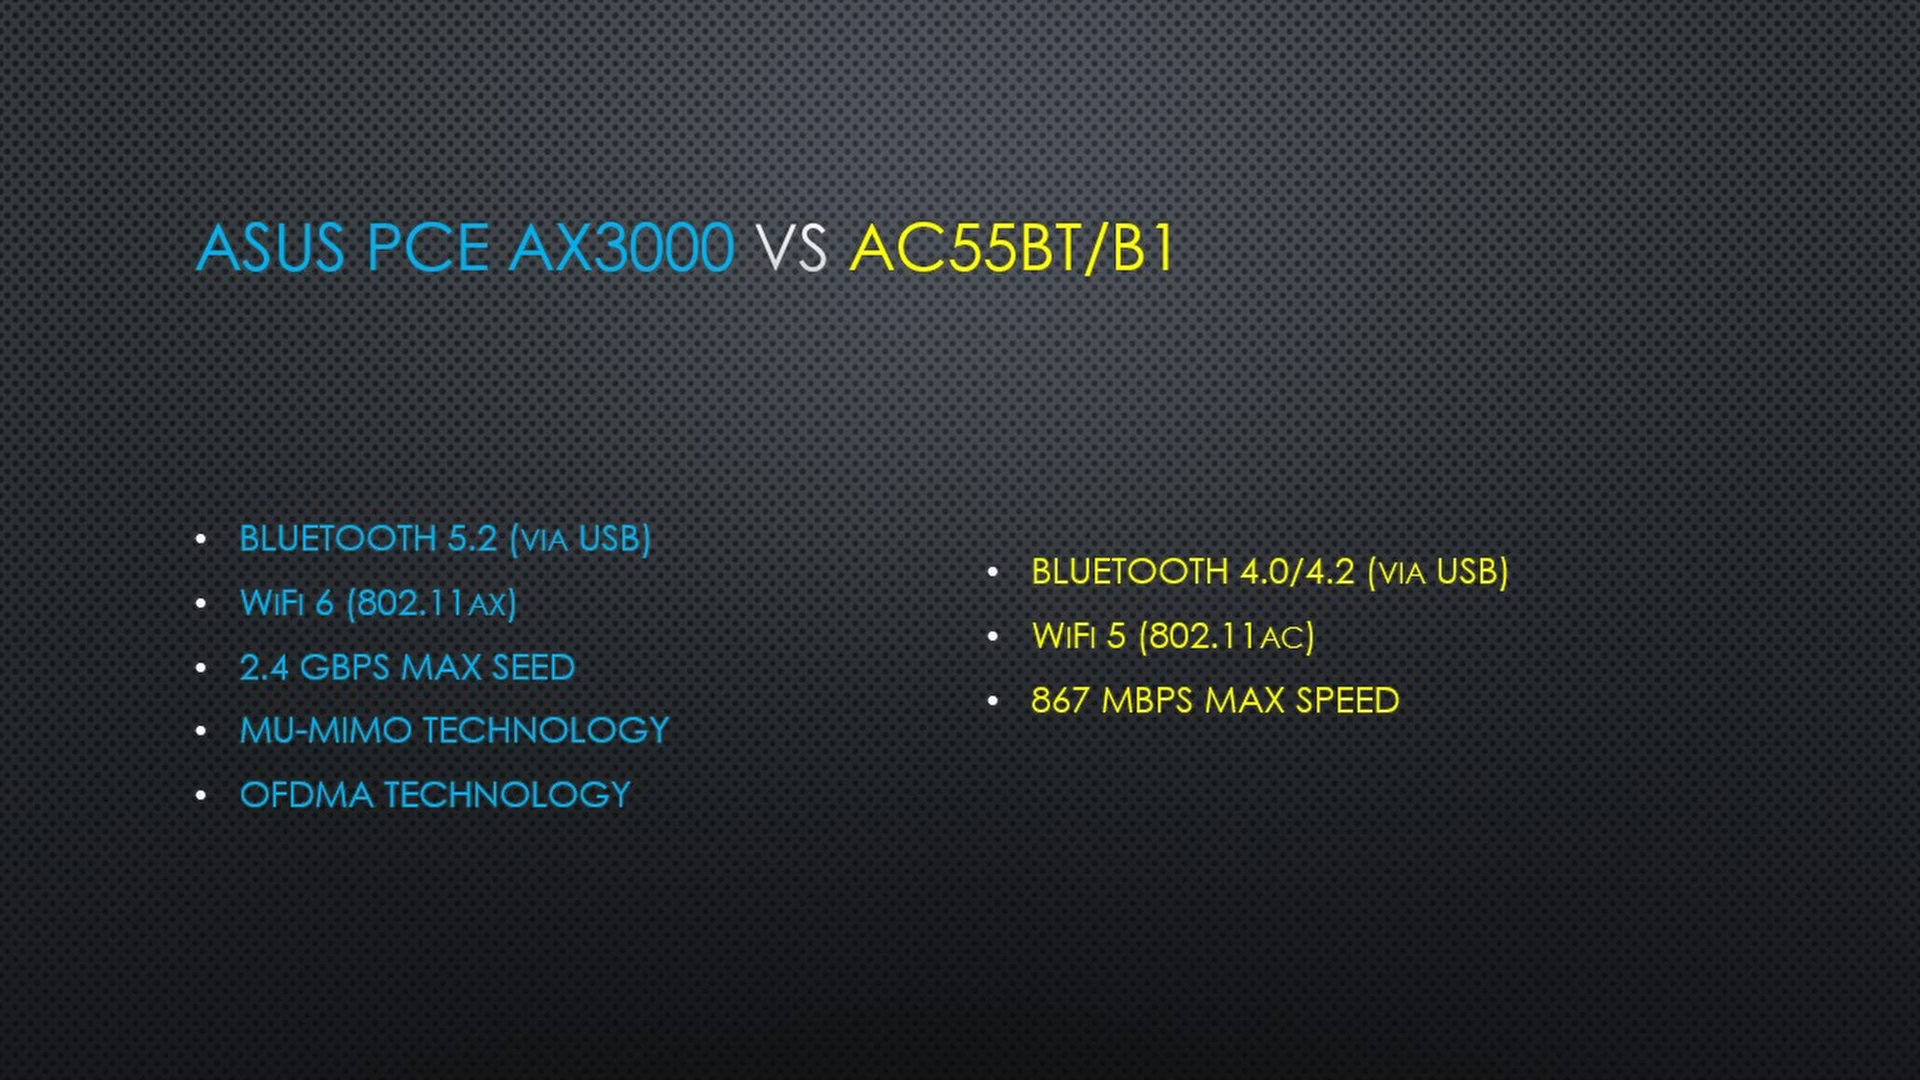 ASUS PCE AX3000 VS AC55BT/B1
• BLUETOOTH 5.2 (VIA USB)
• WIFI 6 (802.11AX)
• 2.4 GBPS MAX SEED
• MU-MIMO TECHNOLOGY
• OFDMA TECHNOLOGY
• BLUETOOTH 4.0/4.2 (VIA USB)
• WIFI 5 (802.11AC)
• 867 MBPS MAX SPEED